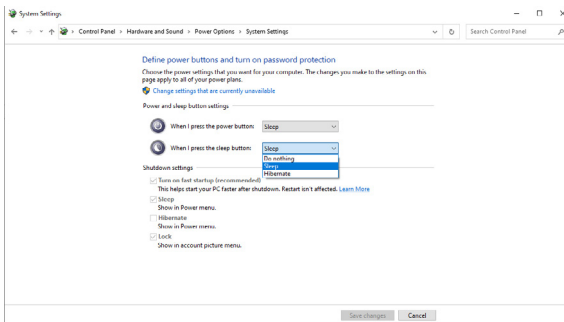 System Settings
Control Panel > Hardware and Sound > Power Options > System Settings
Search Control Panel
Define power buttons and turn on password protection
Choose the power settings that you want for your computer. The changes you make to the settings on this
page apply to all of your power plans.
Change settings that are currently unavailable
Power and sleep button settings
When I press the power button: Sleep
When I press the sleep button: Sleep
Do nothing
Sleep
Hibernate
Shutdown settings
Turn on fast startup (recommended)
This helps start your PC faster after shutdown. Restart isn't affected. Learn More
Sleep
Show in Power menu.
Hibernate
Show in Power menu.
Lock
Show in account picture menu.
Save changes Cancel